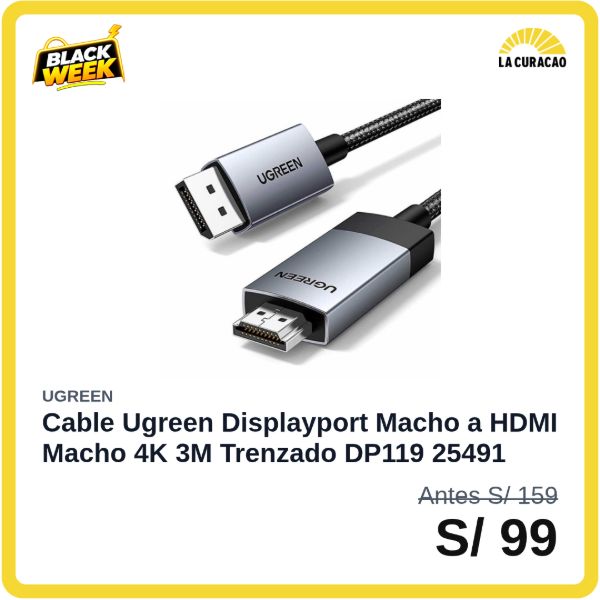 BLACK
WEEK
LA CURACAO
UGREEN
UGREEN
UGREEN
Cable Ugreen Displayport Macho a HDMI
Macho 4K 3M Trenzado DP119 25491
Antes S/ 159
S/ 99